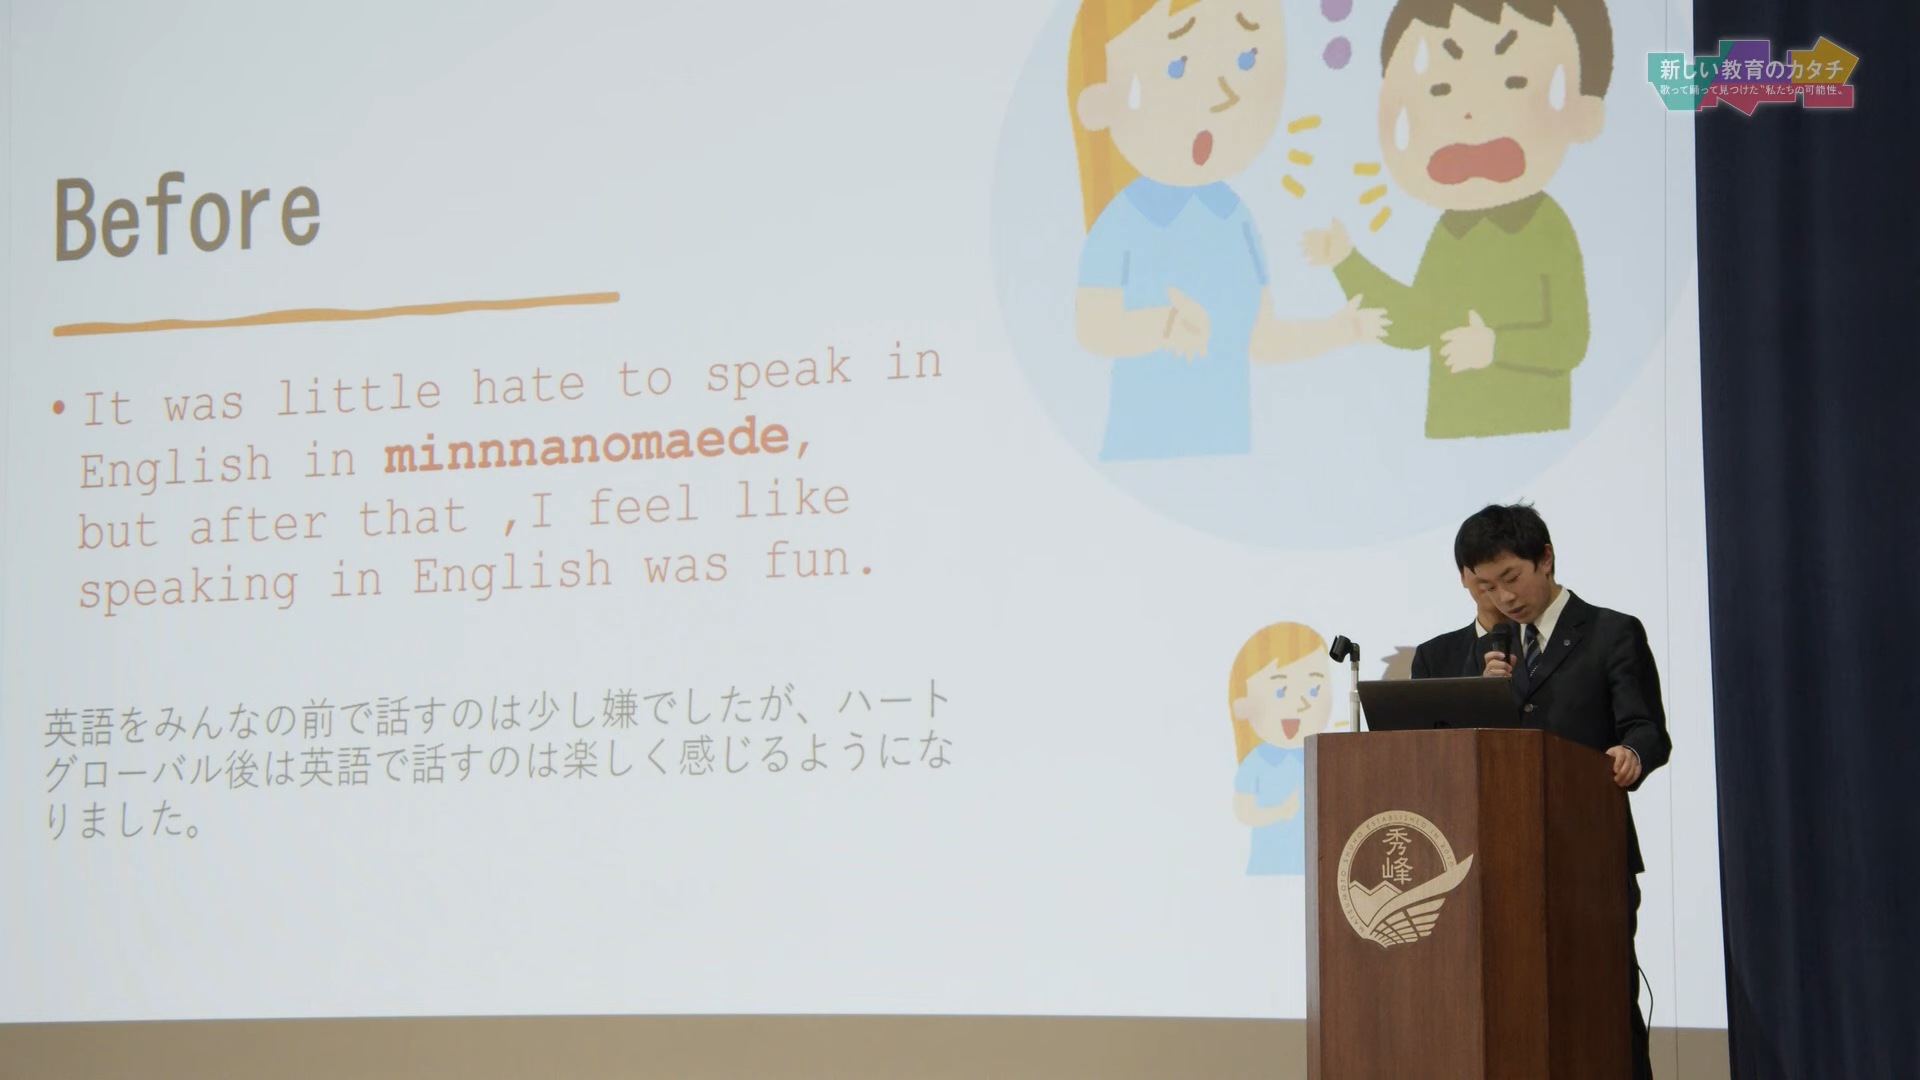 新しい教育のカタチ
歌って踊って見つけた"私たちの可能性。
Before
• It was little hate to speak in
English in minnnanomaede,
but after that ,I feel like
speaking in English was fun.
英語をみんなの前で話すのは少し嫌でしたが、ハート
グローバル後は英語で話すのは楽しく感じるようにな
りました。
秀峰